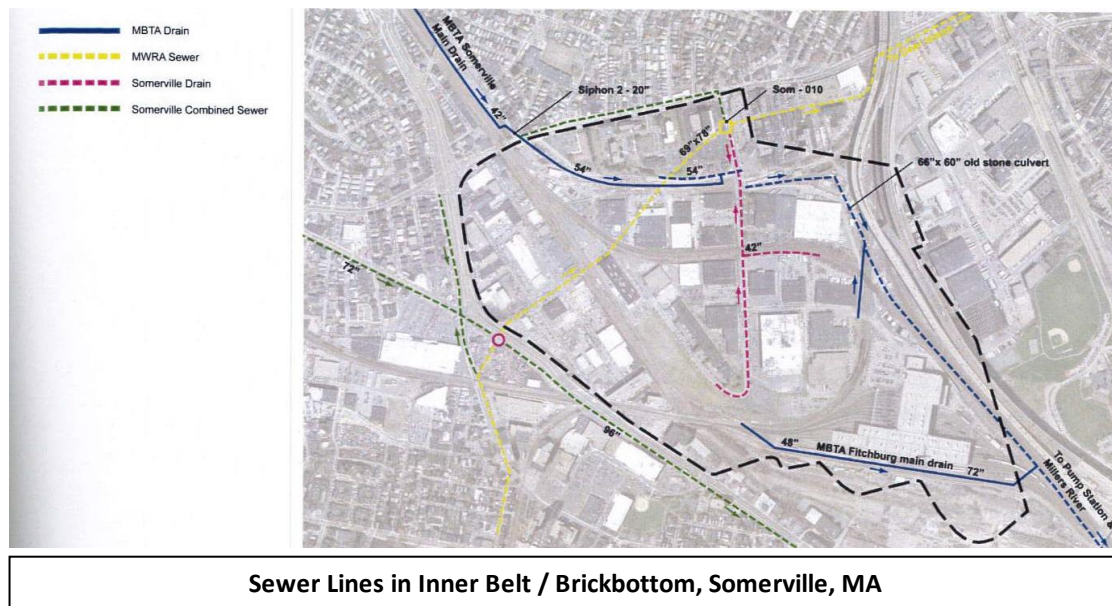 MBTA Drain
MWRA Sewer
Somerville Drain
Somerville Combined Sewer
MBTA Somerville
Main Drain
42"
Siphon 2 - 20"
Som - 010
69"x78"
54"
54"
66"x 60" old stone culvert
42"
72"
96"
48"
MBTA Fitchburg main drain
72"
To Pump Station &
Millers River
Sewer Lines in Inner Belt / Brickbottom, Somerville, MA